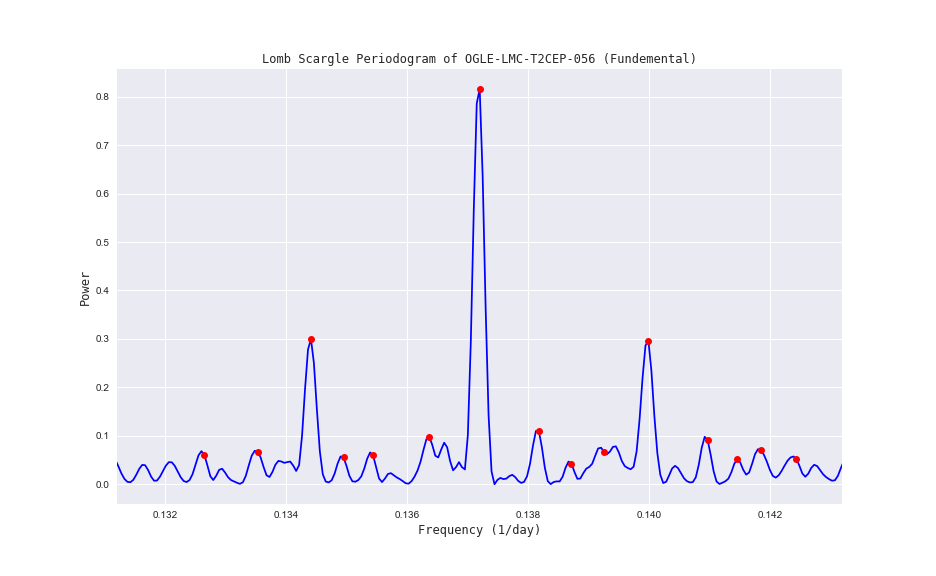 Lomb Scargle Periodogram of OGLE-LMC-T2CEP-056 (Fundemental)
0.8
0.7
0.6
0.5
0.4
0.3
0.2
0.1
0.0
Power
0.132 0.134 0.136 0.138 0.140 0.142
Frequency (1/day)